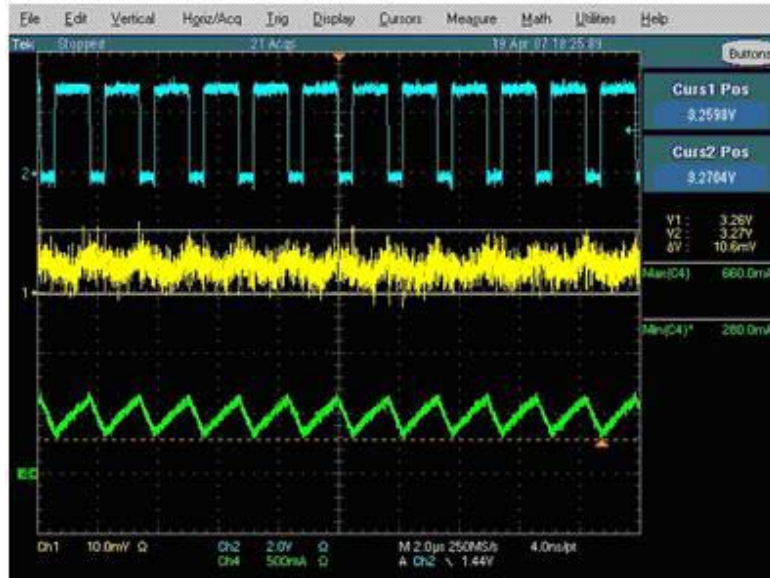 File Edit Vertical Horiz/Acq Trig Display Cursors Measure Math Utilities Help
Tek Stopped 21 Acqs 19 Apr 07 18:25:89
Buttons
Curs1 Pos
3.2598V
Curs2 Pos
3.2704V
V1: 3.26V
V2: 3.27V
ΔV: 10.6mV
Max(C4) 660.0mA
Min(C4)* 280.0mA
2
1
Ch1 10.0mV Ω Ch2 2.0V Ω M 2.0µs 250MS/s 4.0ns/pt
Ch4 500mA Ω A Ch2 \ 1.44V